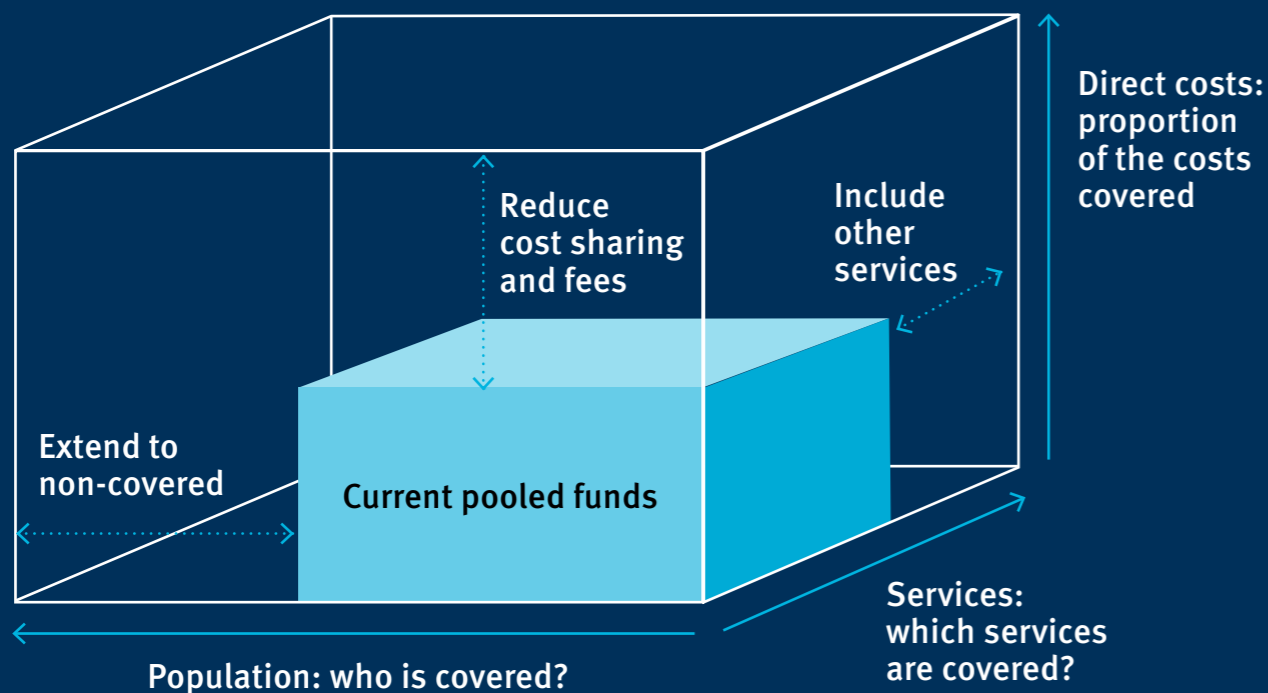 Direct costs:
proportion
of the costs
covered
Reduce
cost sharing
and fees
Include
other
services
Extend to
non-covered
Current pooled funds
Services:
which services
are covered?
Population: who is covered?